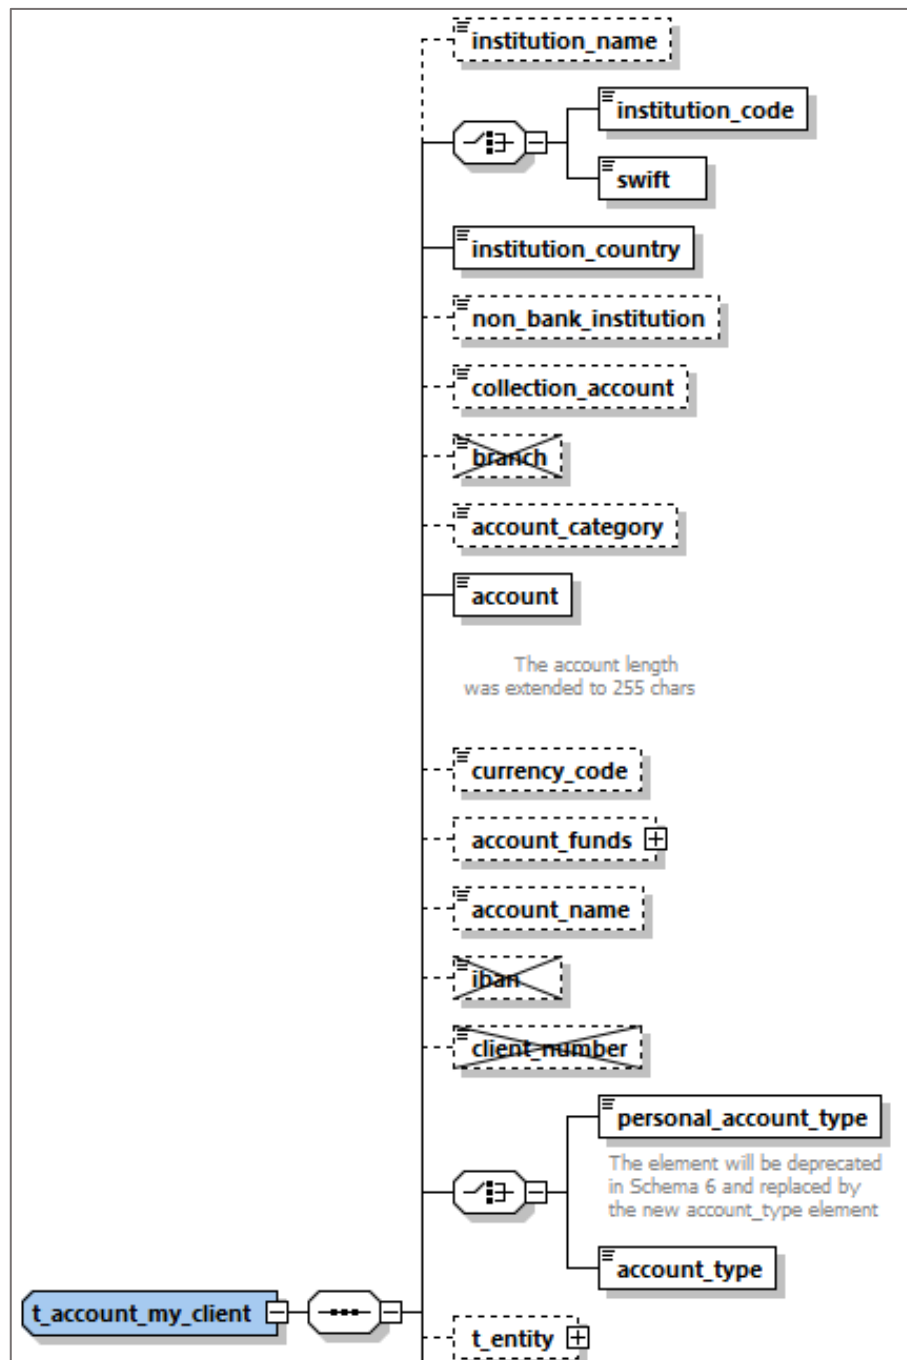 institution_name
institution_code
swift
institution_country
non_bank_institution
collection_account
branch
account_category
account
The account length
was extended to 255 chars
currency_code
account_funds
account_name
iban
client_number
personal_account_type
The element will be deprecated
in Schema 6 and replaced by
the new account_type element
account_type
t_account_my_client
t_entity